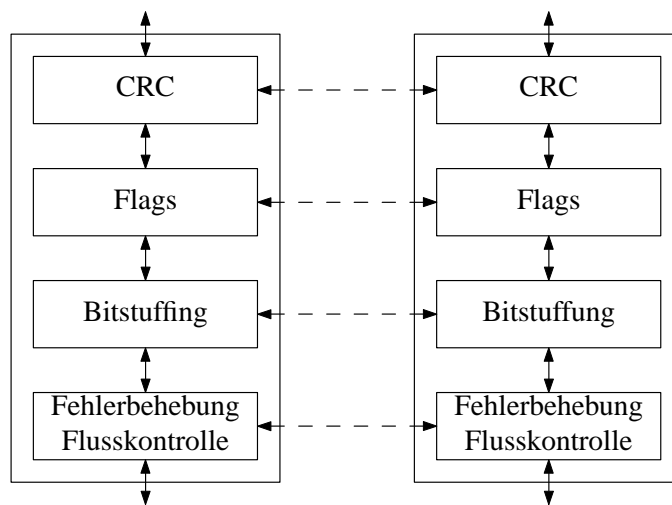 CRC
CRC
Flags
Flags
Bitstuffing
Bitstuffung
Fehlerbehebung
Flusskontrolle
Fehlerbehebung
Flusskontrolle